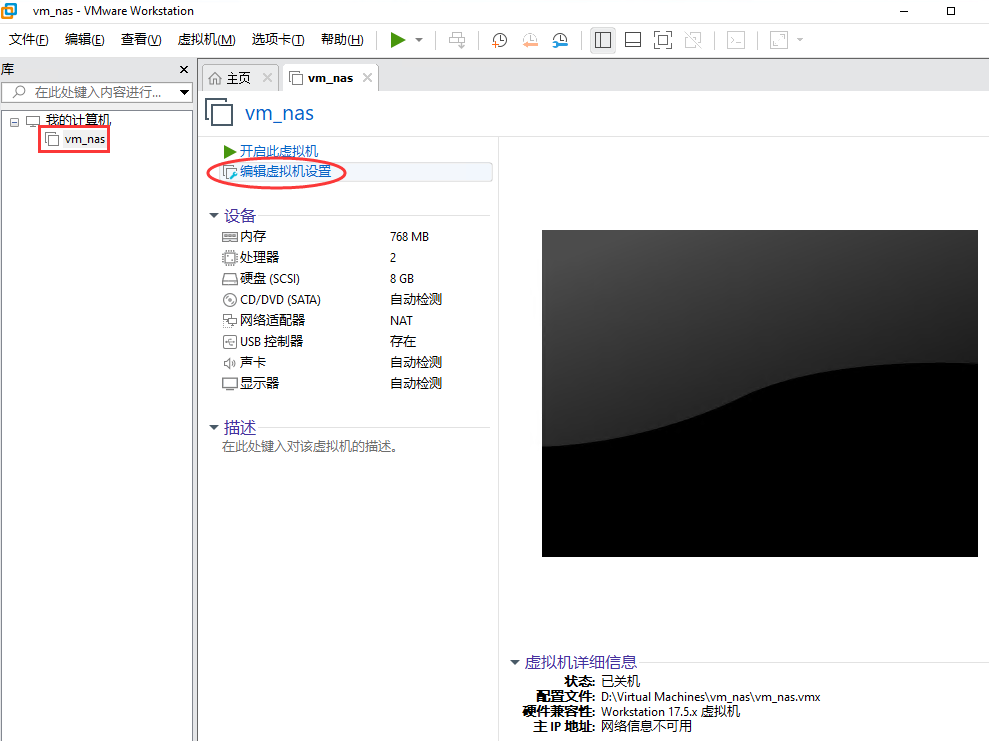 vm_nas - VMware Workstation
文件(F) 编辑(E) 查看(V) 虚拟机(M) 选项卡(T) 帮助(H)
库
在此处键入内容进行...
我的计算机
vm_nas
主页 vm_nas
vm_nas
开启此虚拟机
编辑虚拟机设置
设备
内存 768 MB
处理器 2
硬盘 (SCSI) 8 GB
CD/DVD (SATA) 自动检测
网络适配器 NAT
USB 控制器 存在
声卡 自动检测
显示器 自动检测
描述
在此处键入对该虚拟机的描述。
虚拟机详细信息
状态: 已关机
配置文件: D:\Virtual Machines\vm_nas\vm_nas.vmx
硬件兼容性: Workstation 17.5.x 虚拟机
主 IP 地址: 网络信息不可用